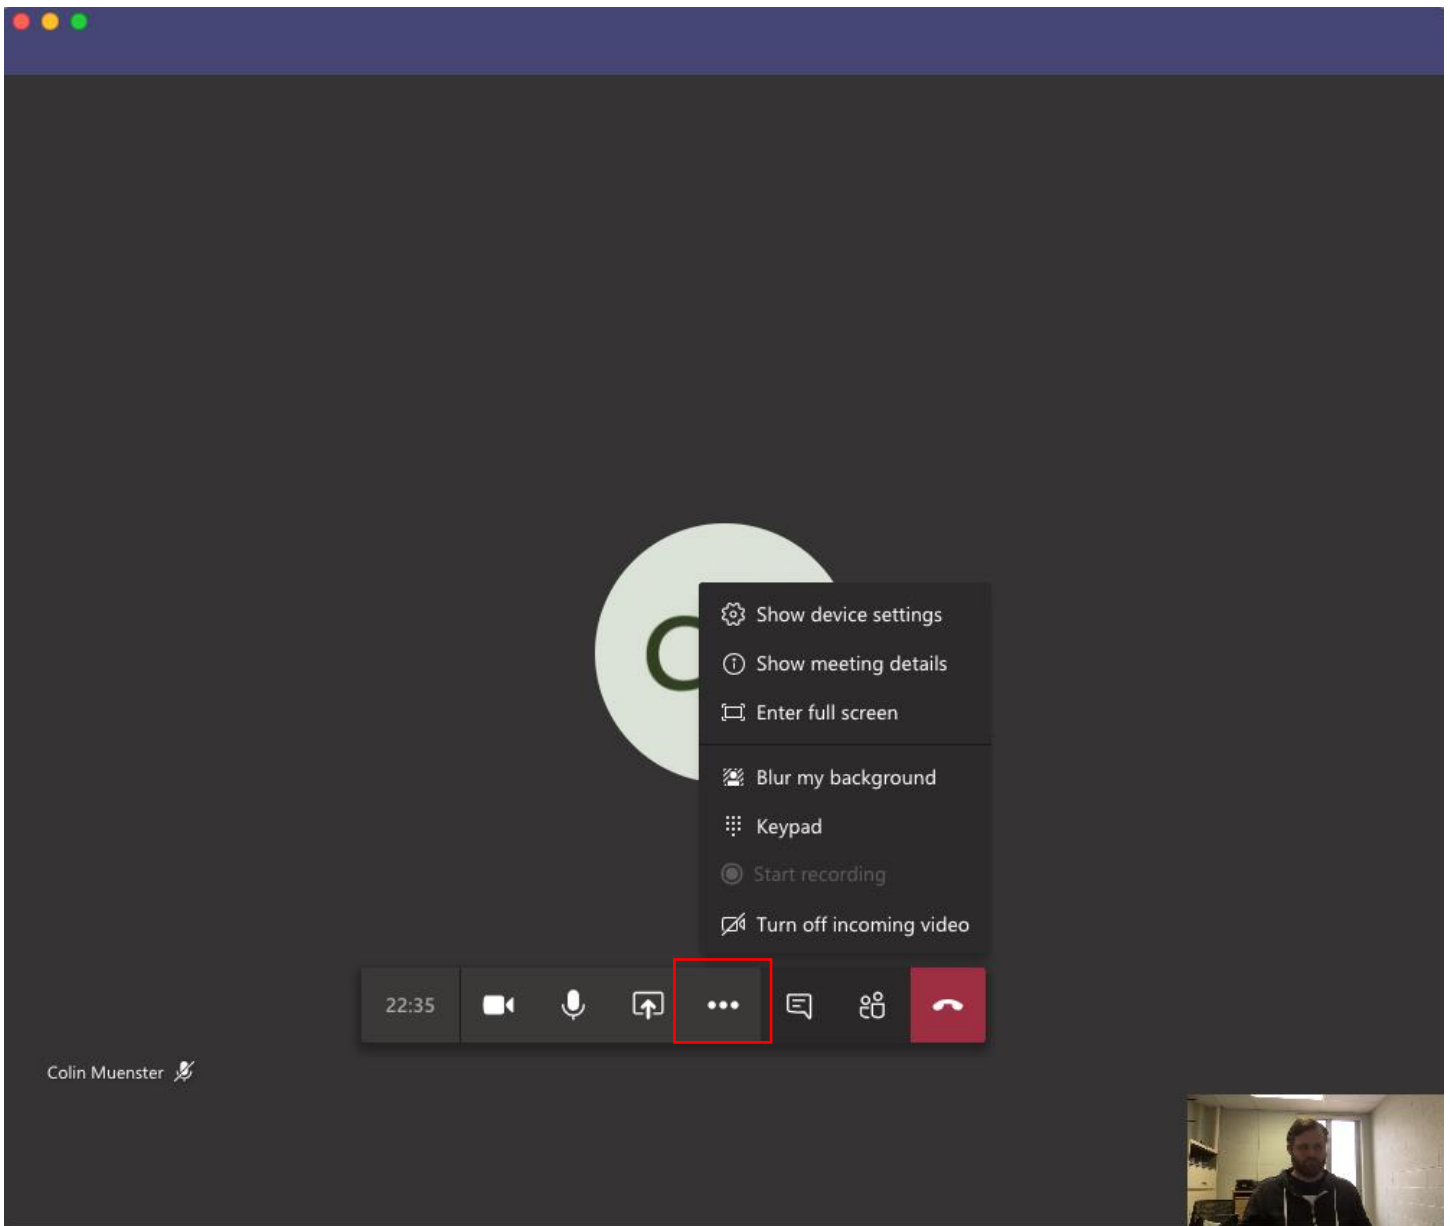 C
Show device settings
Show meeting details
Enter full screen
Blur my background
Keypad
Start recording
Turn off incoming video
22:35
Colin Muenster